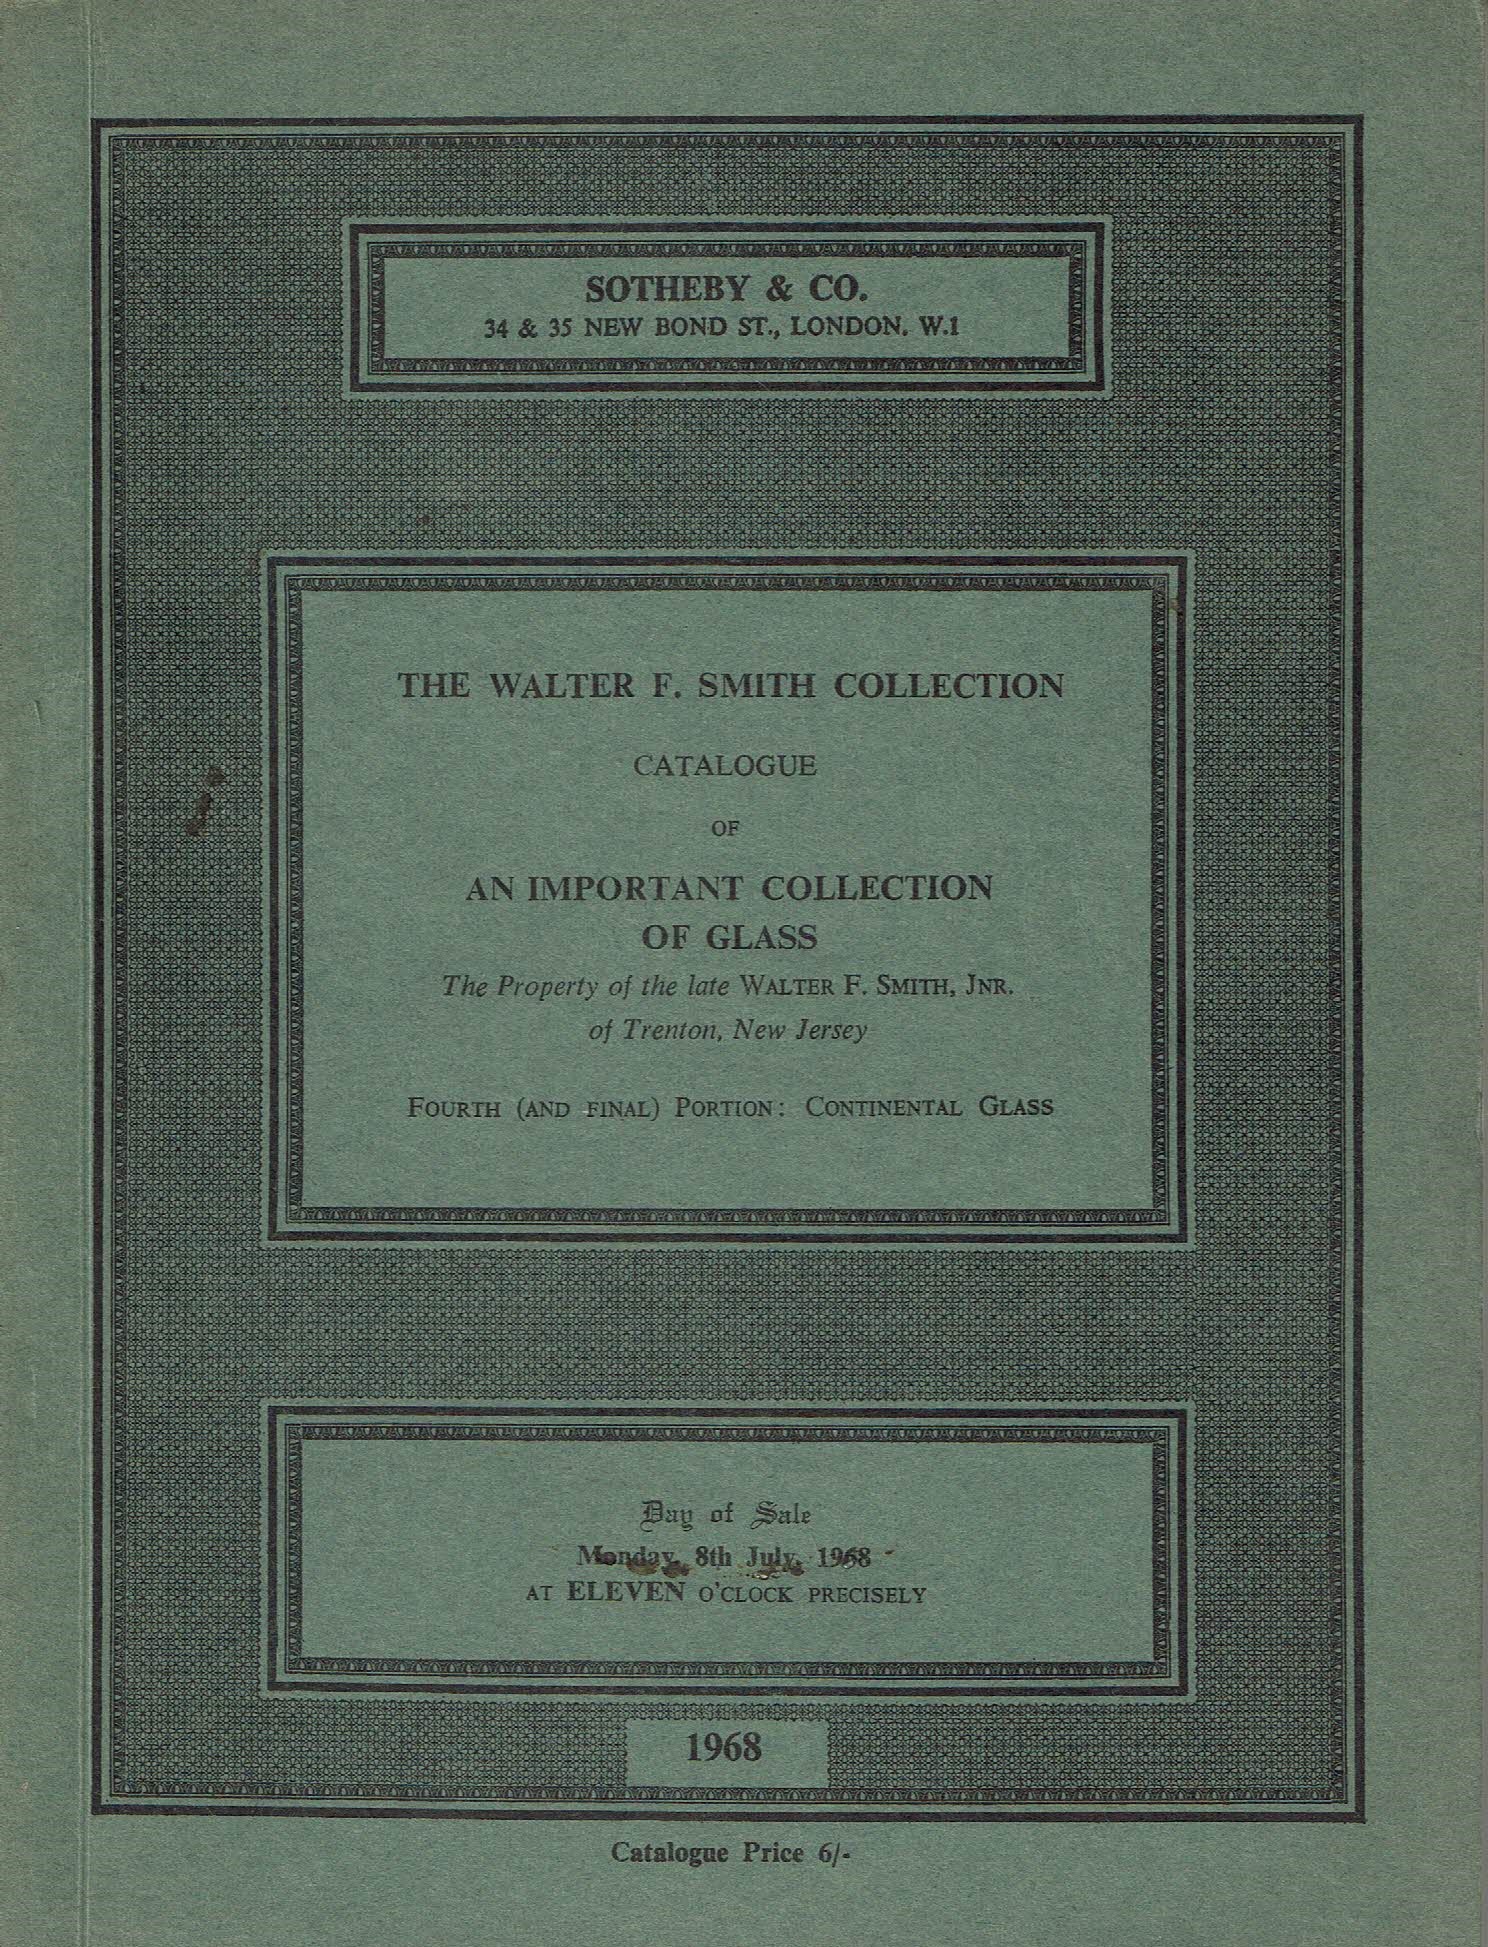 SOTHEBY & CO.
34 & 35 NEW BOND ST., LONDON. W.1
THE WALTER F. SMITH COLLECTION
CATALOGUE
OF
AN IMPORTANT COLLECTION
OF GLASS
The Property of the late WALTER F. SMITH, JNR.
of Trenton, New Jersey
FOURTH (AND FINAL) PORTION: CONTINENTAL GLASS
Day of Sale
Monday, 8th July, 1968
AT ELEVEN O'CLOCK PRECISELY
1968
Catalogue Price 6/-